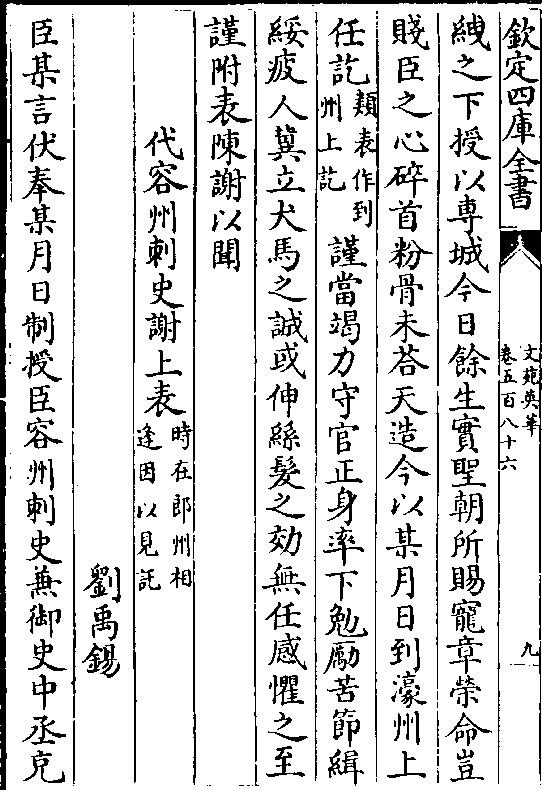 欽定四庫全書
文苑英華
卷五百八十六
九
絏之下授以専城今日餘生實聖朝所賜寵章榮命豈
賤臣之心碎首粉骨未荅天造今以某月日到濠州上
任訖類表作到州上訖謹當竭力守官正身率下勉勵苦節緝
綏疲人冀立犬馬之誠或伸絲髮之効無任感懼之至
謹附表陳謝以聞
代容州刺史謝上表時在郎州相逢因以見託
劉禹錫
臣某言伏奉某月日制授臣容州刺史兼御史中丞克